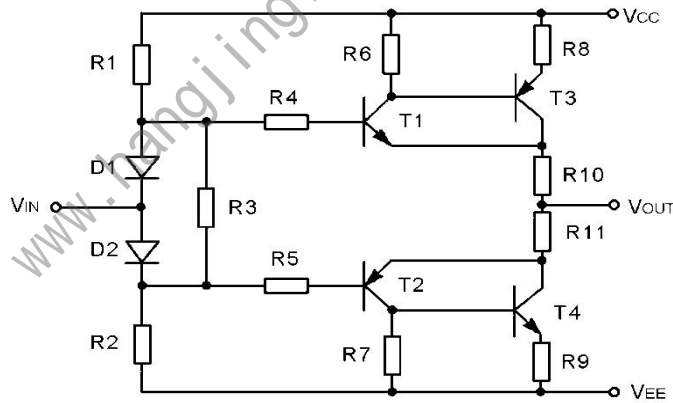 VCC
R1
R6
R8
R4
T1
T3
D1
R10
VIN
R3
VOUT
D2
R11
R5
T2
T4
R2
R7
R9
VEE
www.hangjing